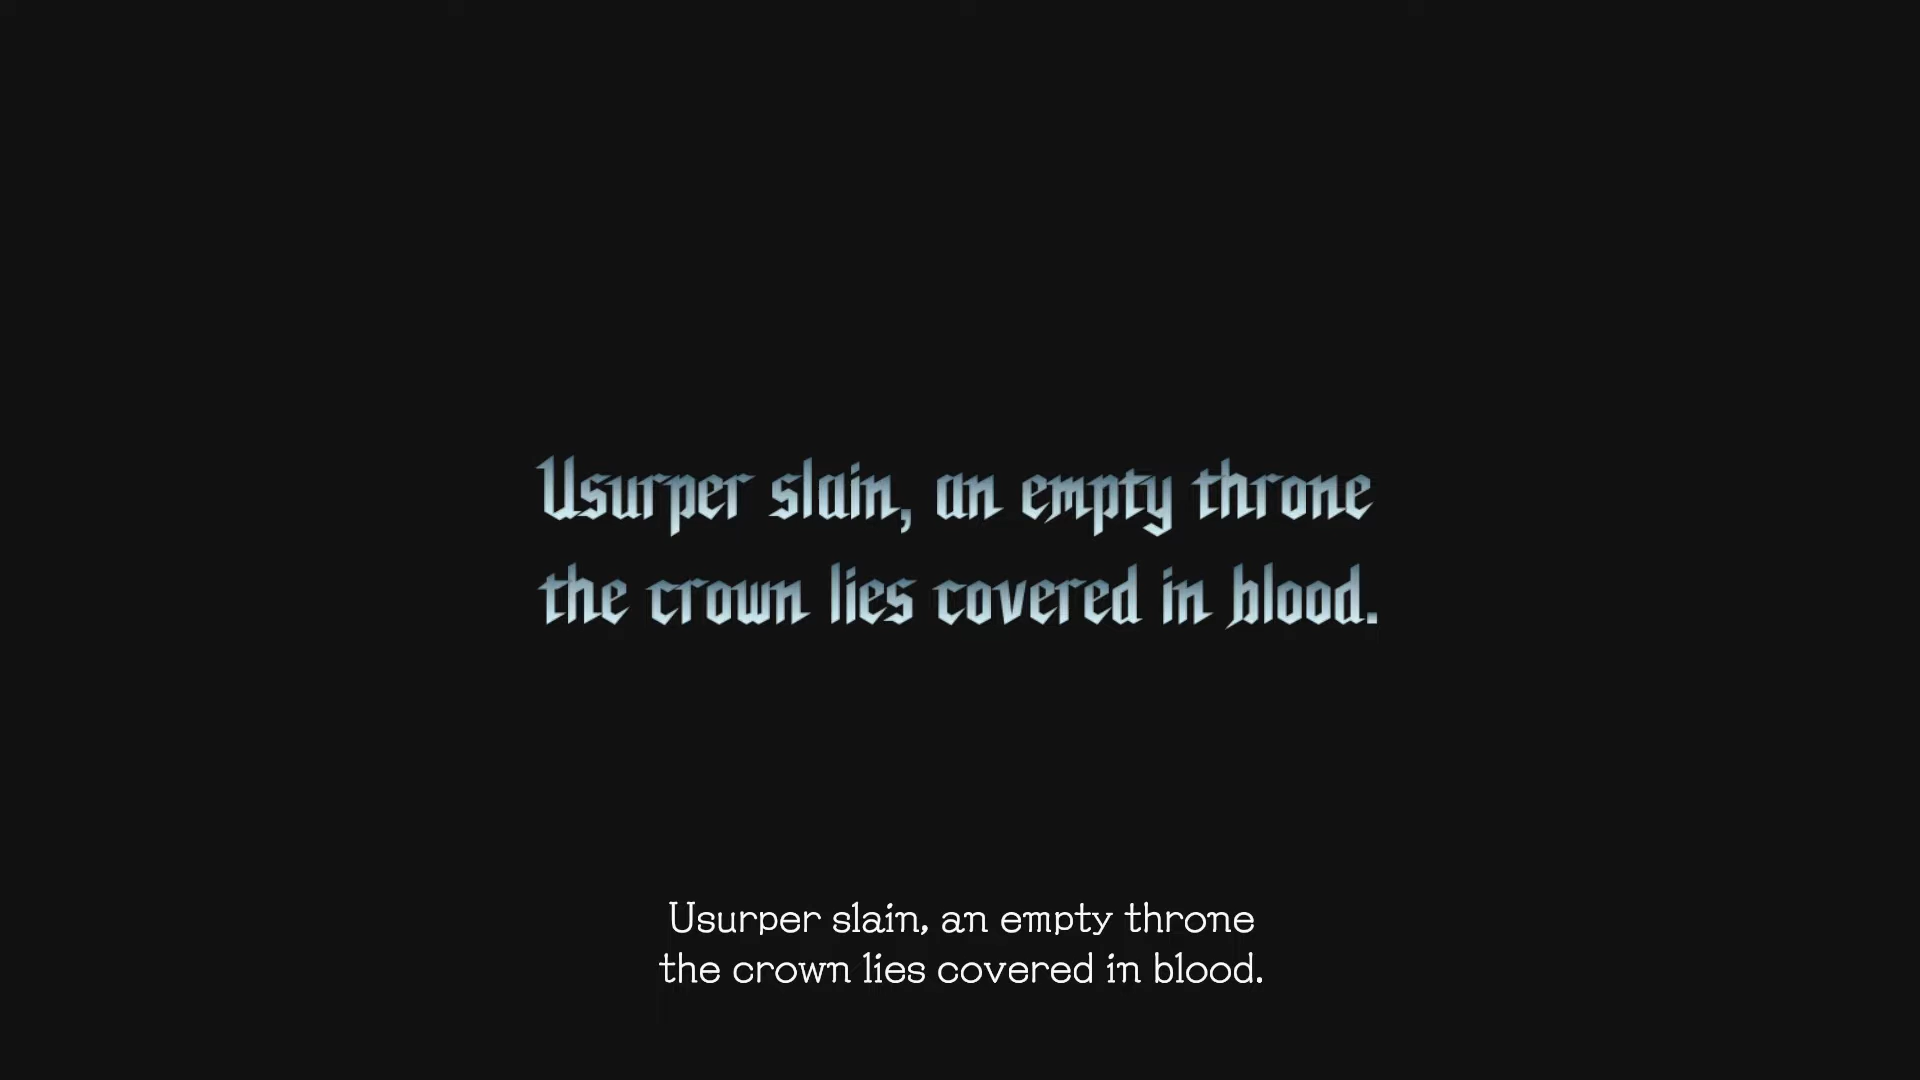 Usurper slain, an empty throne
the crown lies covered in blood.
Usurper slain, an empty throne
the crown lies covered in blood.